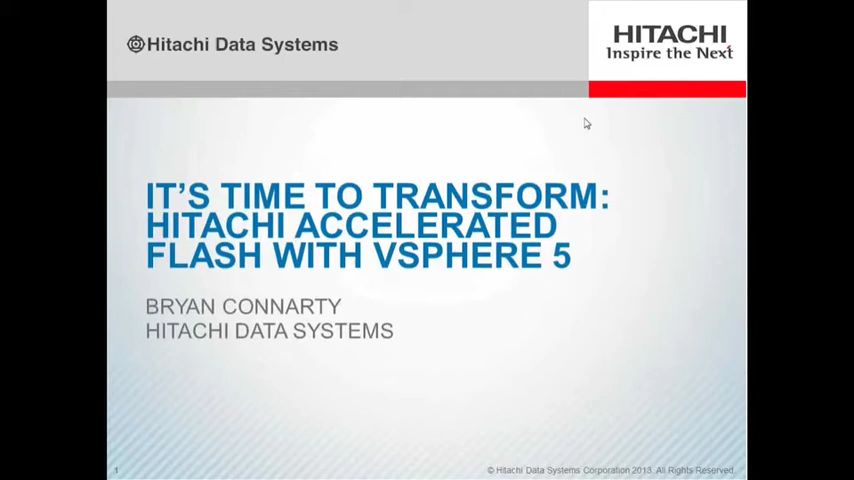 Hitachi Data Systems
HITACHI
Inspire the Next
IT'S TIME TO TRANSFORM:
HITACHI ACCELERATED
FLASH WITH VSPHERE 5
BRYAN CONNARTY
HITACHI DATA SYSTEMS
1
© Hitachi Data Systems Corporation 2013. All Rights Reserved.